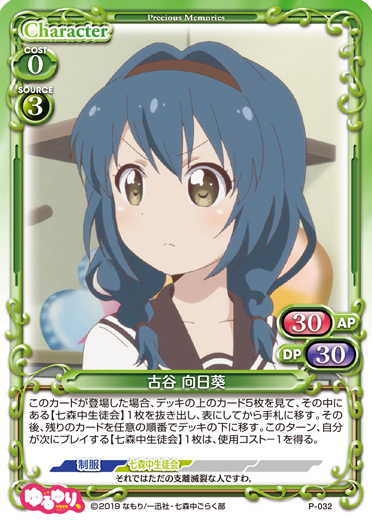 Precious Memories
Character
COST
0
SOURCE
3
30 AP
DP 30
古谷 向日葵
このカードが登場した場合、デッキの上のカード5枚を見て、その中に
ある【七森中生徒会】1枚を抜き出し、表にしてから手札に移す。その
後、残りのカードを任意の順番でデッキの下に移す。このターン、自分
が次にプレイする【七森中生徒会】1枚は、使用コスト−1を得る。
制服 七森中生徒会
それではただの支離滅裂な人ですわ。
ゆるゆり、
©2019 なもり/一迅社・七森中ごらく部 P-032